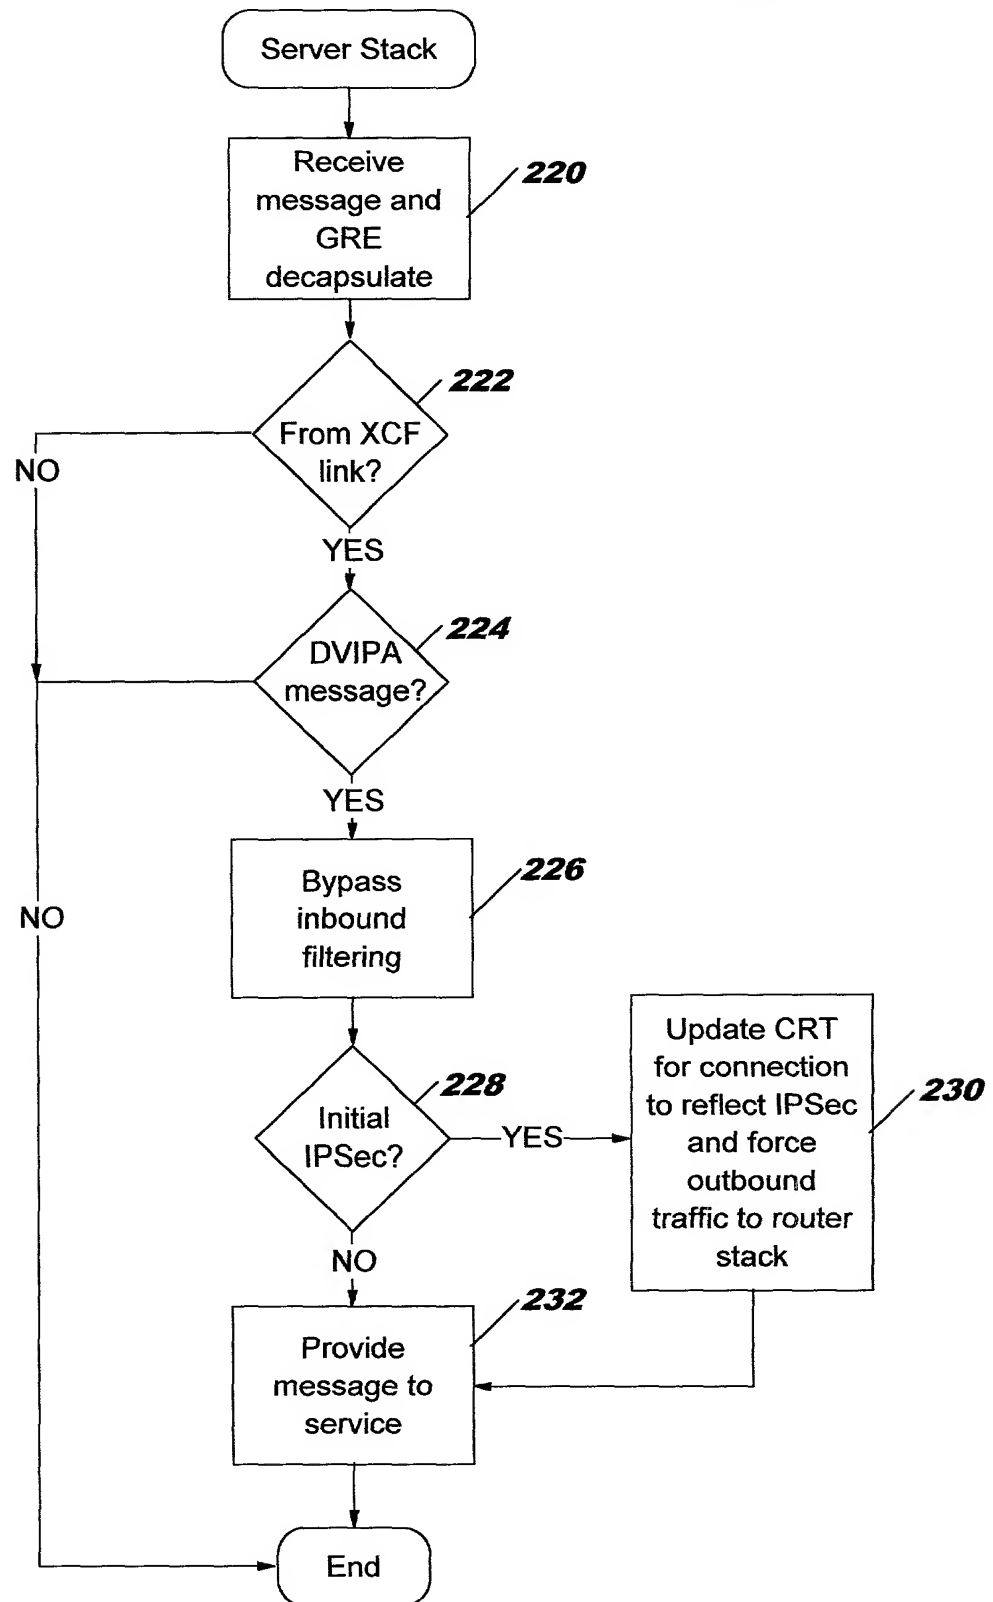 Server Stack
Receive
message and
GRE
decapsulate
220
From XCF
link?
222
NO
YES
DVIPA
message?
224
YES
NO
Bypass
inbound
filtering
226
Initial
IPSec?
228
YES
Update CRT
for connection
to reflect IPSec
and force
outbound
traffic to router
stack
230
NO
Provide
message to
service
232
End